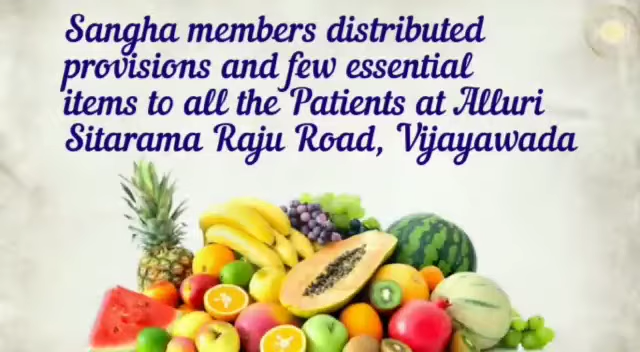 Sangha members distributed
provisions and few essential
items to all the Patients at Alluri
Sitarama Raju Road, Vijayawada